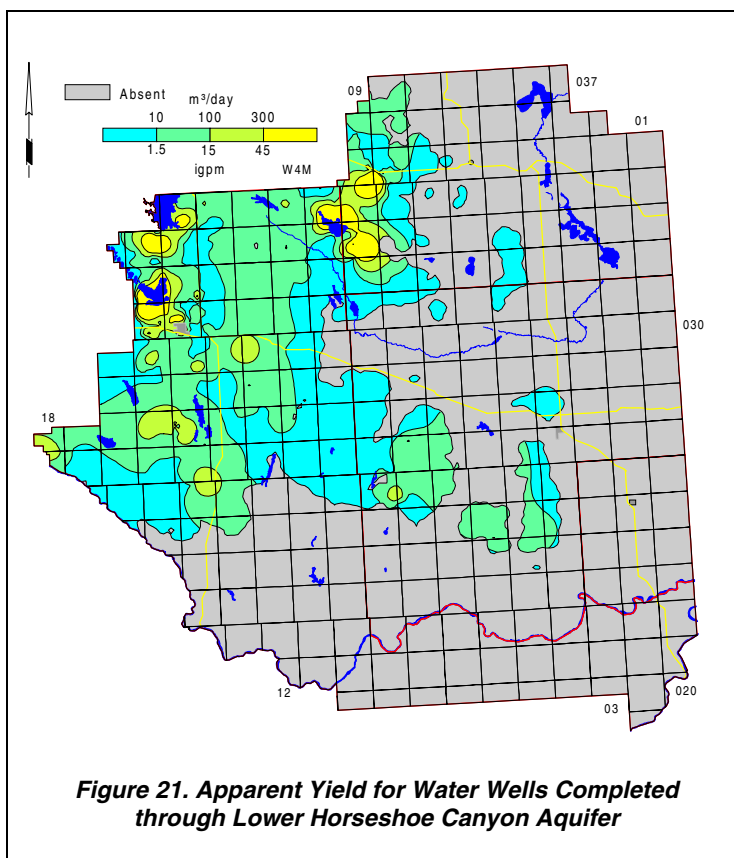 037
09
Absent
m³/day
01
10 100 300
1.5 15 45
igpm W4M
030
18
12
03
020
Figure 21. Apparent Yield for Water Wells Completed
through Lower Horseshoe Canyon Aquifer